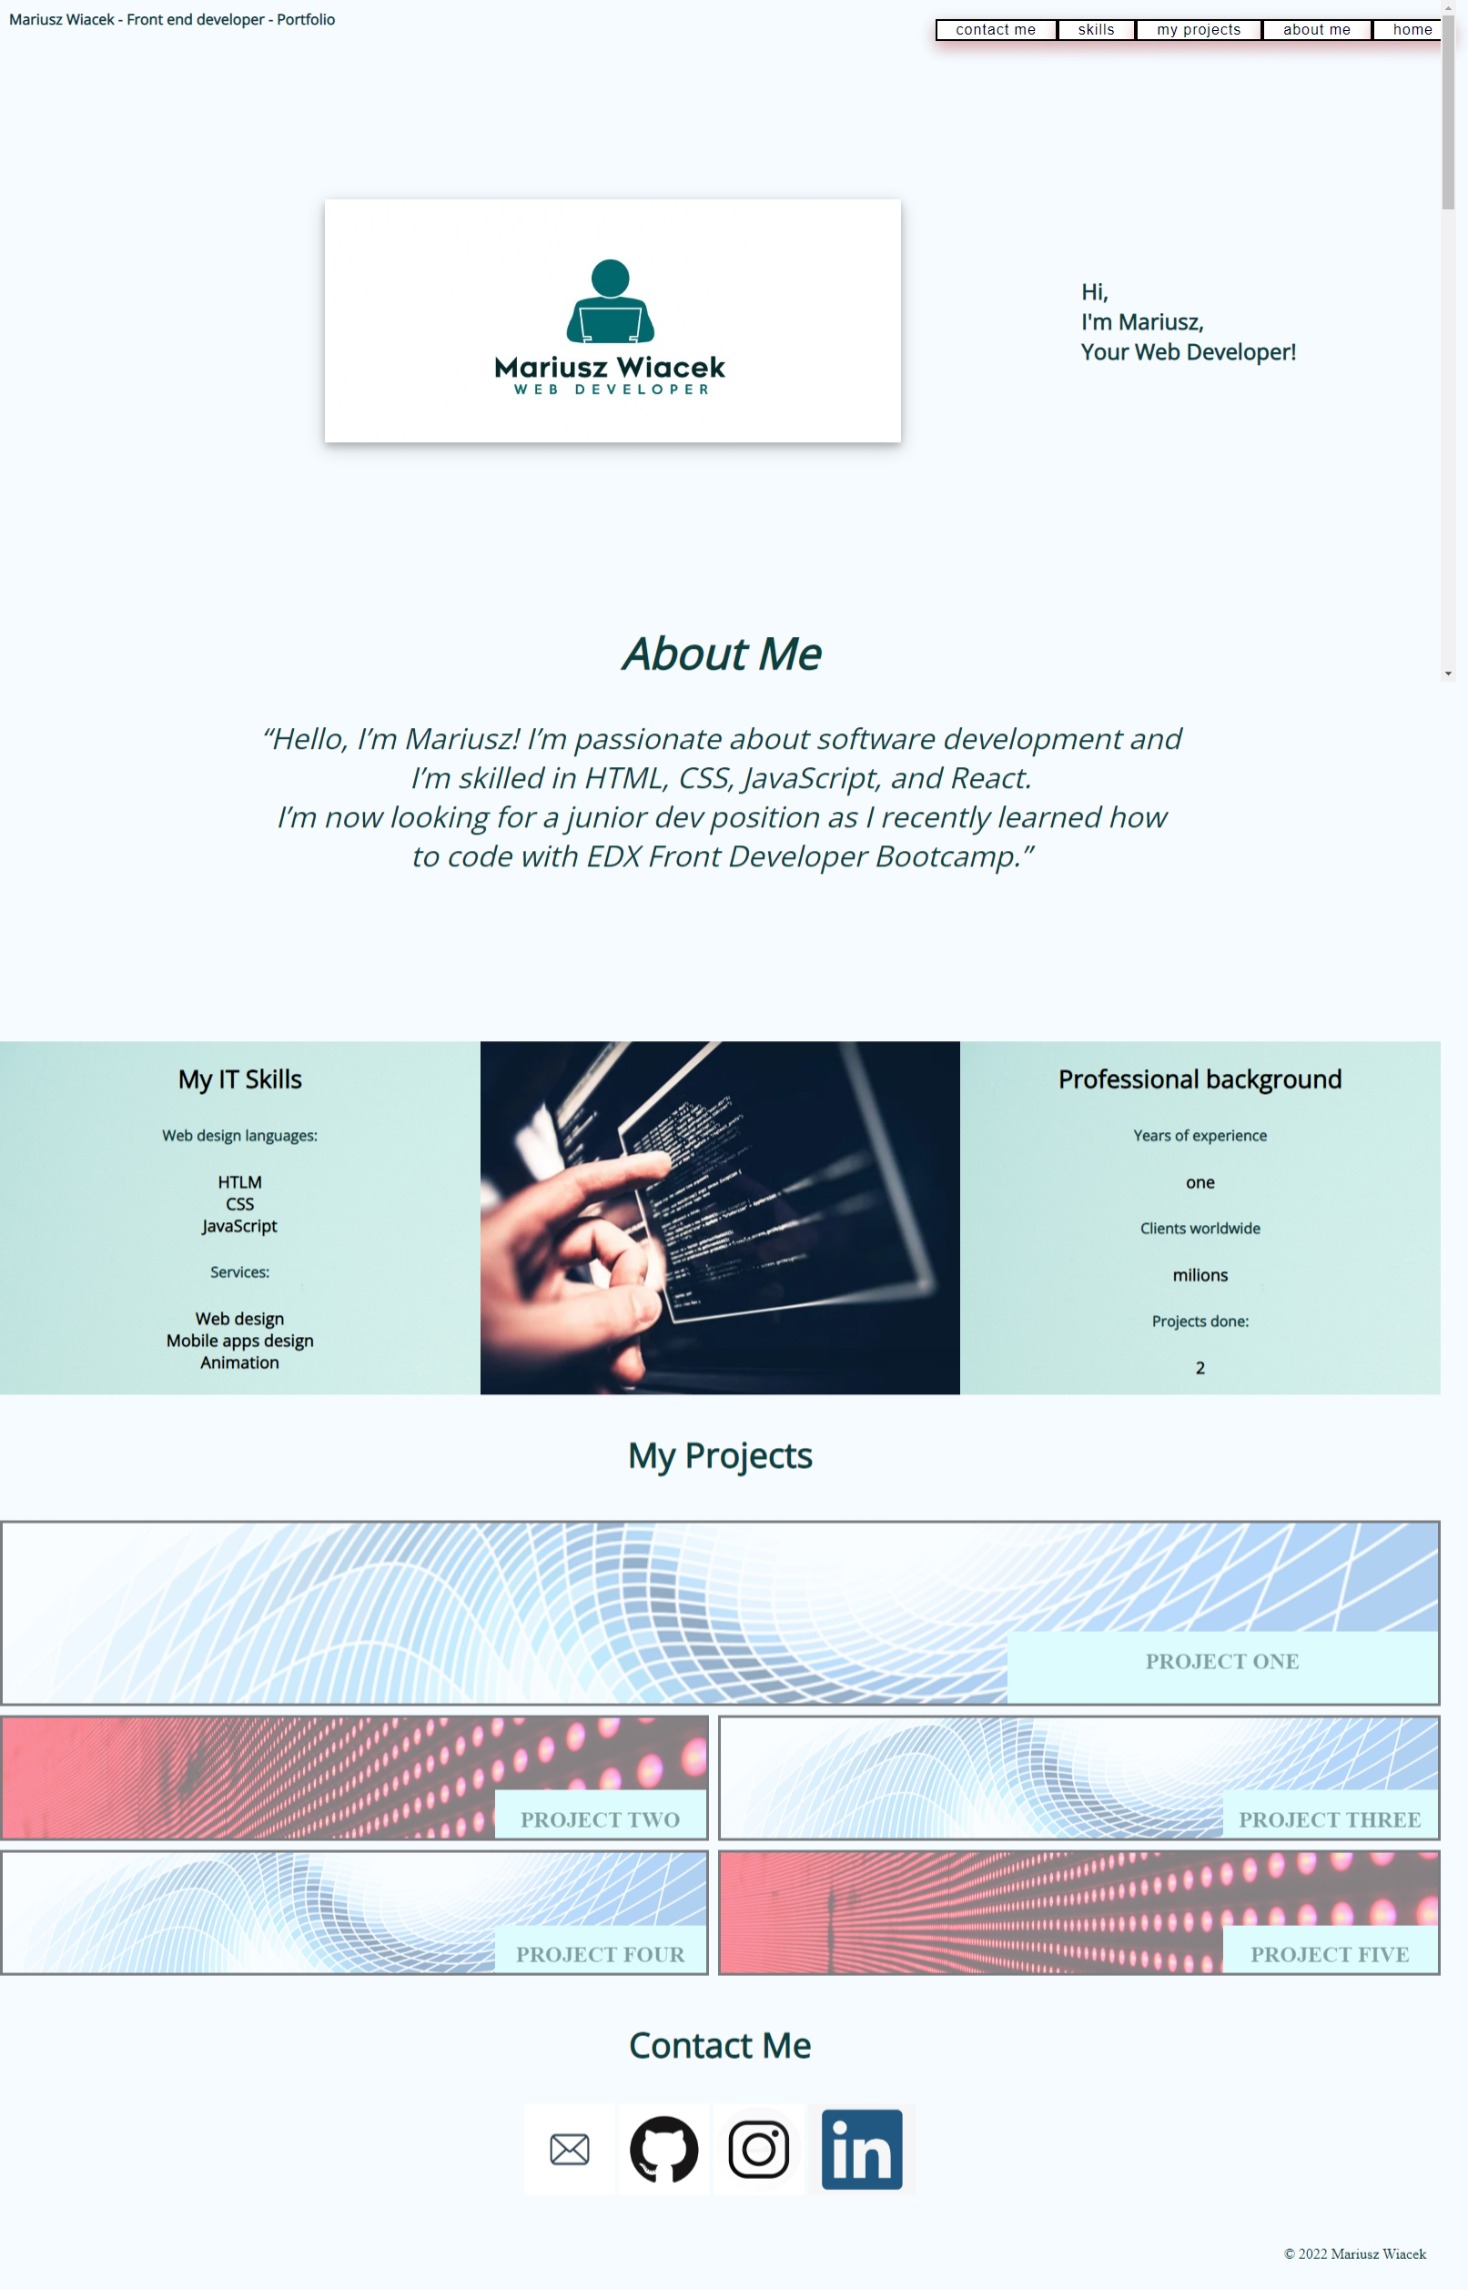 Mariusz Wiacek - Front end developer - Portfolio
contact me
skills
my projects
about me
home
Mariusz Wiacek
WEB DEVELOPER
Hi,
I'm Mariusz,
Your Web Developer!
About Me
“Hello, I’m Mariusz! I’m passionate about software development and
I’m skilled in HTML, CSS, JavaScript, and React.
I’m now looking for a junior dev position as I recently learned how
to code with EDX Front Developer Bootcamp.”
My IT Skills
Web design languages:
HTLM
CSS
JavaScript
Services:
Web design
Mobile apps design
Animation
Professional background
Years of experience
one
Clients worldwide
milions
Projects done:
2
My Projects
PROJECT ONE
PROJECT TWO
PROJECT THREE
PROJECT FOUR
PROJECT FIVE
Contact Me
in
© 2022 Mariusz Wiacek